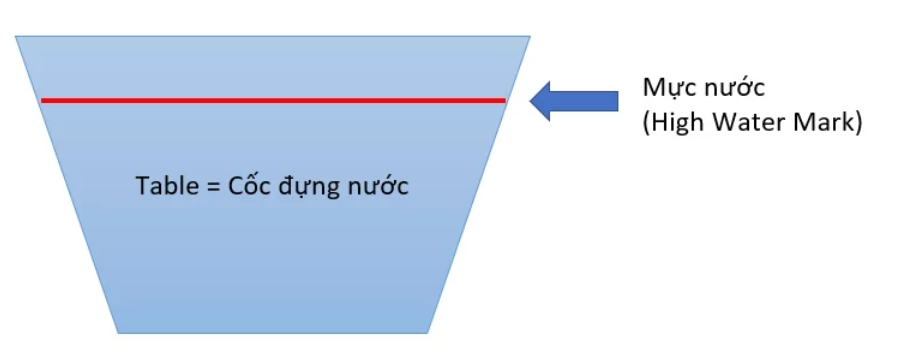 Mực nước
(High Water Mark)
Table = Cốc đựng nước